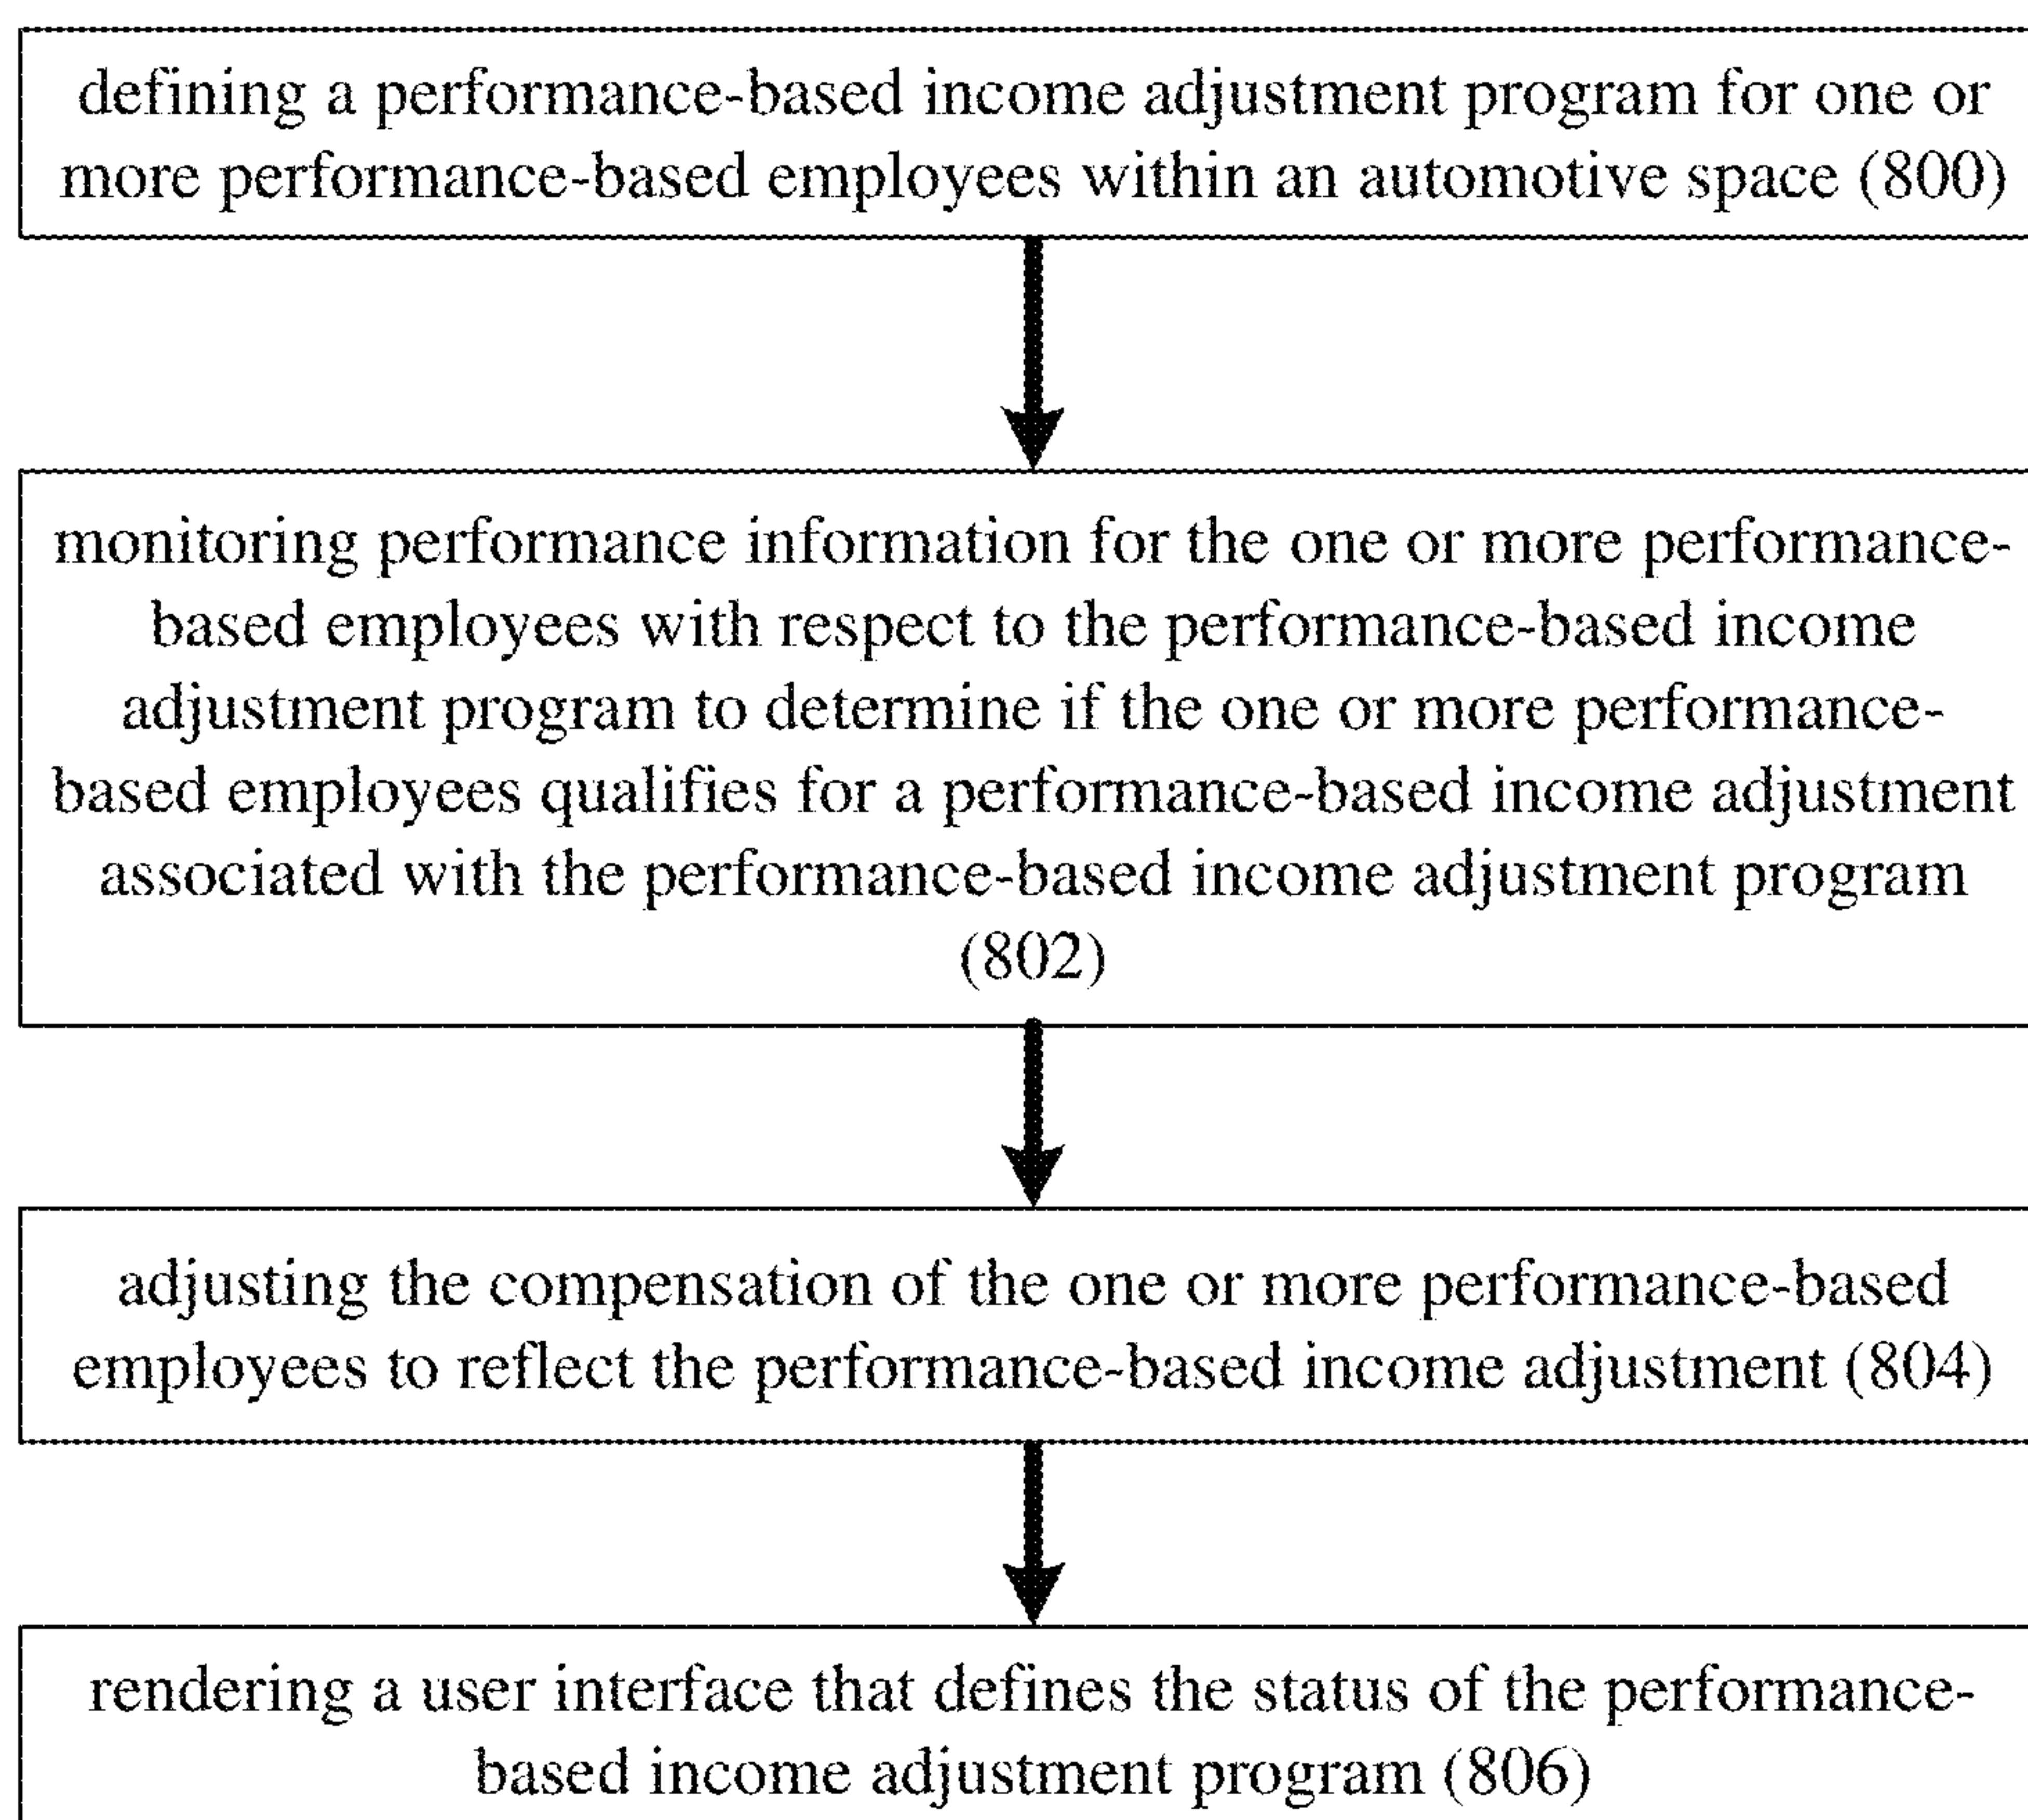 defining a performance-based income adjustment program for one or
more performance-based employees within an automotive space (800)
monitoring performance information for the one or more performance-
based employees with respect to the performance-based income
adjustment program to determine if the one or more performance-
based employees qualifies for a performance-based income adjustment
associated with the performance-based income adjustment program
(802)
adjusting the compensation of the one or more performance-based
employees to reflect the performance-based income adjustment (804)
rendering a user interface that defines the status of the performance-
based income adjustment program (806)